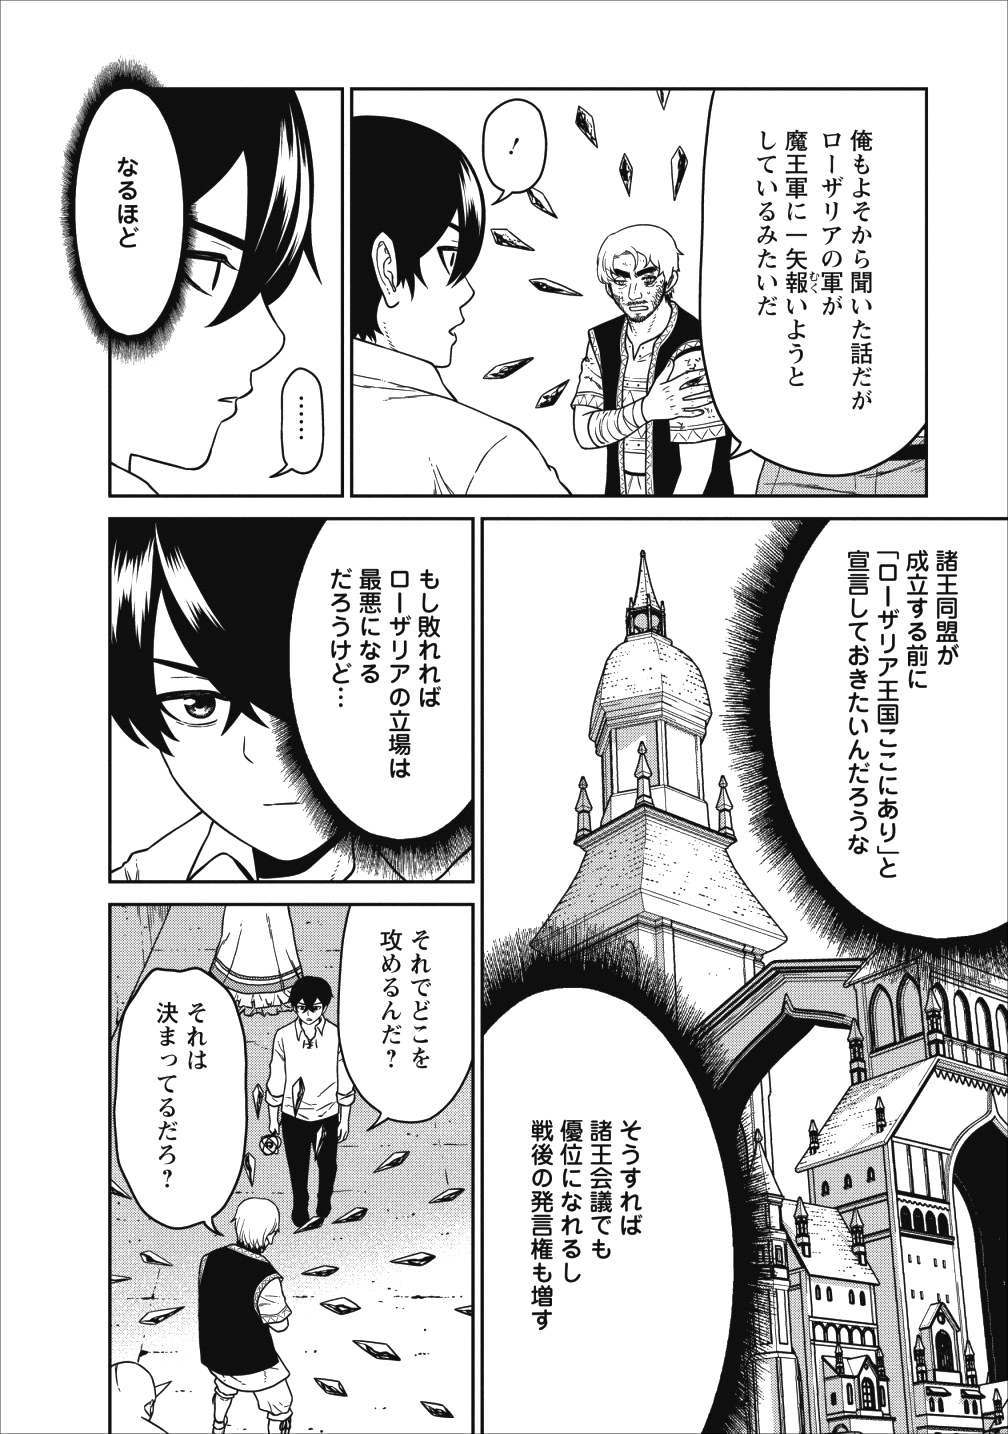 俺もよそから聞いた話だが
ローザリアの軍が
魔王軍に一矢報いようと
むく
しているみたいだ
！
なるほど
……
諸王同盟が
成立する前に
「ローザリア王国ここにあり」と
宣言しておきたいんだろうな
そうすれば
諸王会議でも
優位になれるし
戦後の発言権も増す
もし敗れれば
ローザリアの立場は
最悪になる
だろうけど…
それでどこを
攻めるんだ？
それは
決まってるだろ？